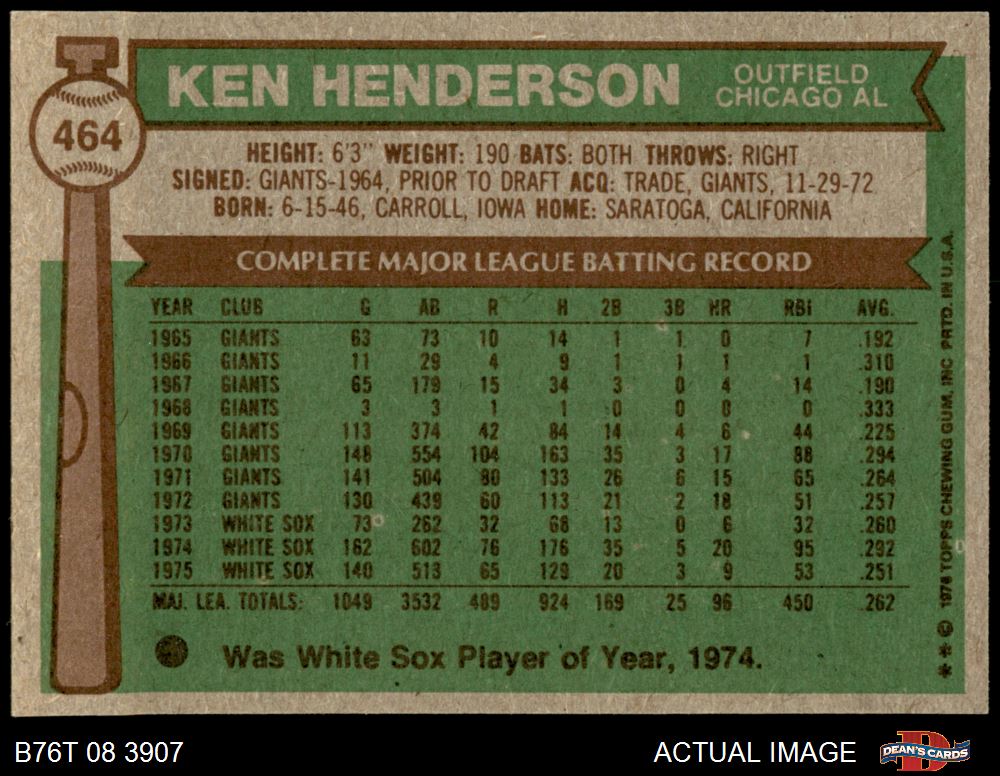 KEN HENDERSON
OUTFIELD
CHICAGO AL
464
HEIGHT: 6'3" WEIGHT: 190 BATS: BOTH THROWS: RIGHT
SIGNED: GIANTS-1964, PRIOR TO DRAFT ACQ: TRADE, GIANTS, 11-29-72
BORN: 6-15-46, CARROLL, IOWA HOME: SARATOGA, CALIFORNIA
COMPLETE MAJOR LEAGUE BATTING RECORD
YEAR CLUB G AB R H 2B 3B HR RBI AVG.
1965 GIANTS 63 73 10 14 1 1 0 7 .192
1966 GIANTS 11 29 4 9 1 1 1 1 .310
1967 GIANTS 65 179 15 34 3 0 4 14 .190
1968 GIANTS 3 3 1 1 0 0 0 0 .333
1969 GIANTS 113 374 42 84 14 4 6 44 .225
1970 GIANTS 148 554 104 163 35 3 17 88 .294
1971 GIANTS 141 504 80 133 26 6 15 65 .264
1972 GIANTS 130 439 60 113 21 2 18 51 .257
1973 WHITE SOX 73 262 32 68 13 0 6 32 .260
1974 WHITE SOX 162 602 76 176 35 5 20 95 .292
1975 WHITE SOX 140 513 65 129 20 3 9 53 .251
MAJ. LEA. TOTALS: 1049 3532 489 924 169 25 96 450 .262
Was White Sox Player of Year, 1974.
** © 1976 TOPPS CHEWING GUM, INC PRTD. IN U.S.A.
B76T 08 3907
ACTUAL IMAGE
D
DEAN'S CARDS